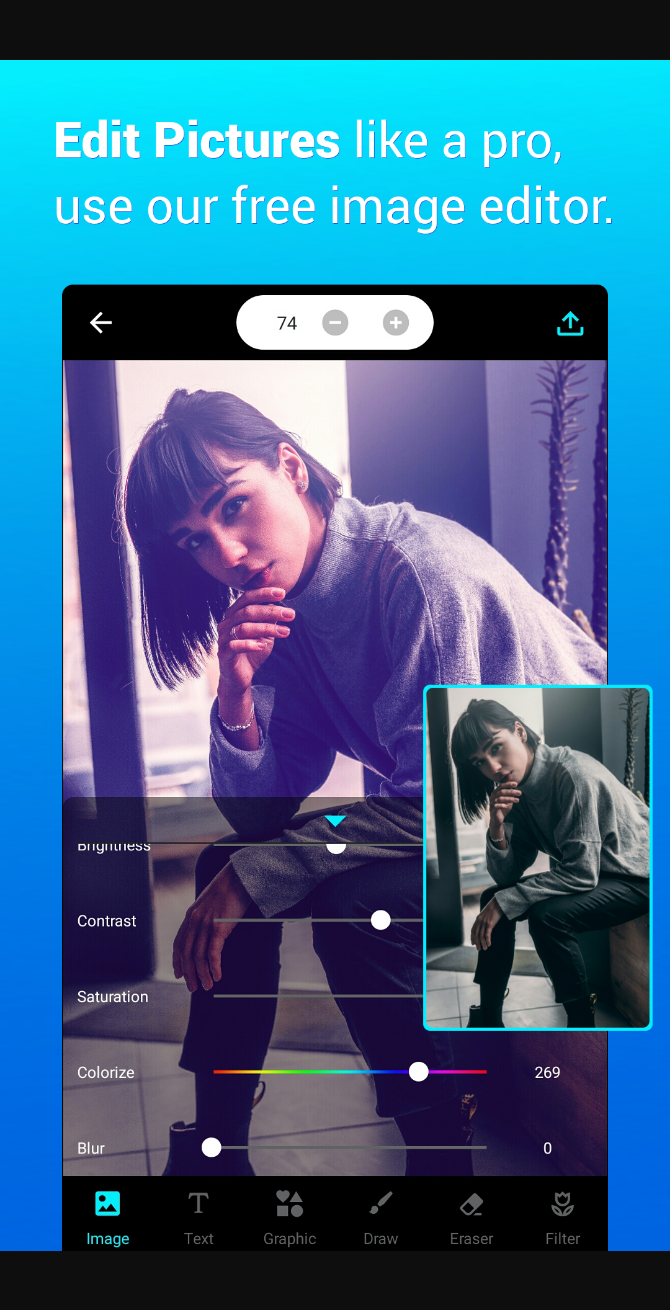 Edit Pictures like a pro,
use our free image editor.
74
Brightness
Contrast
Saturation
Colorize 269
Blur 0
Image Text Graphic Draw Eraser Filter